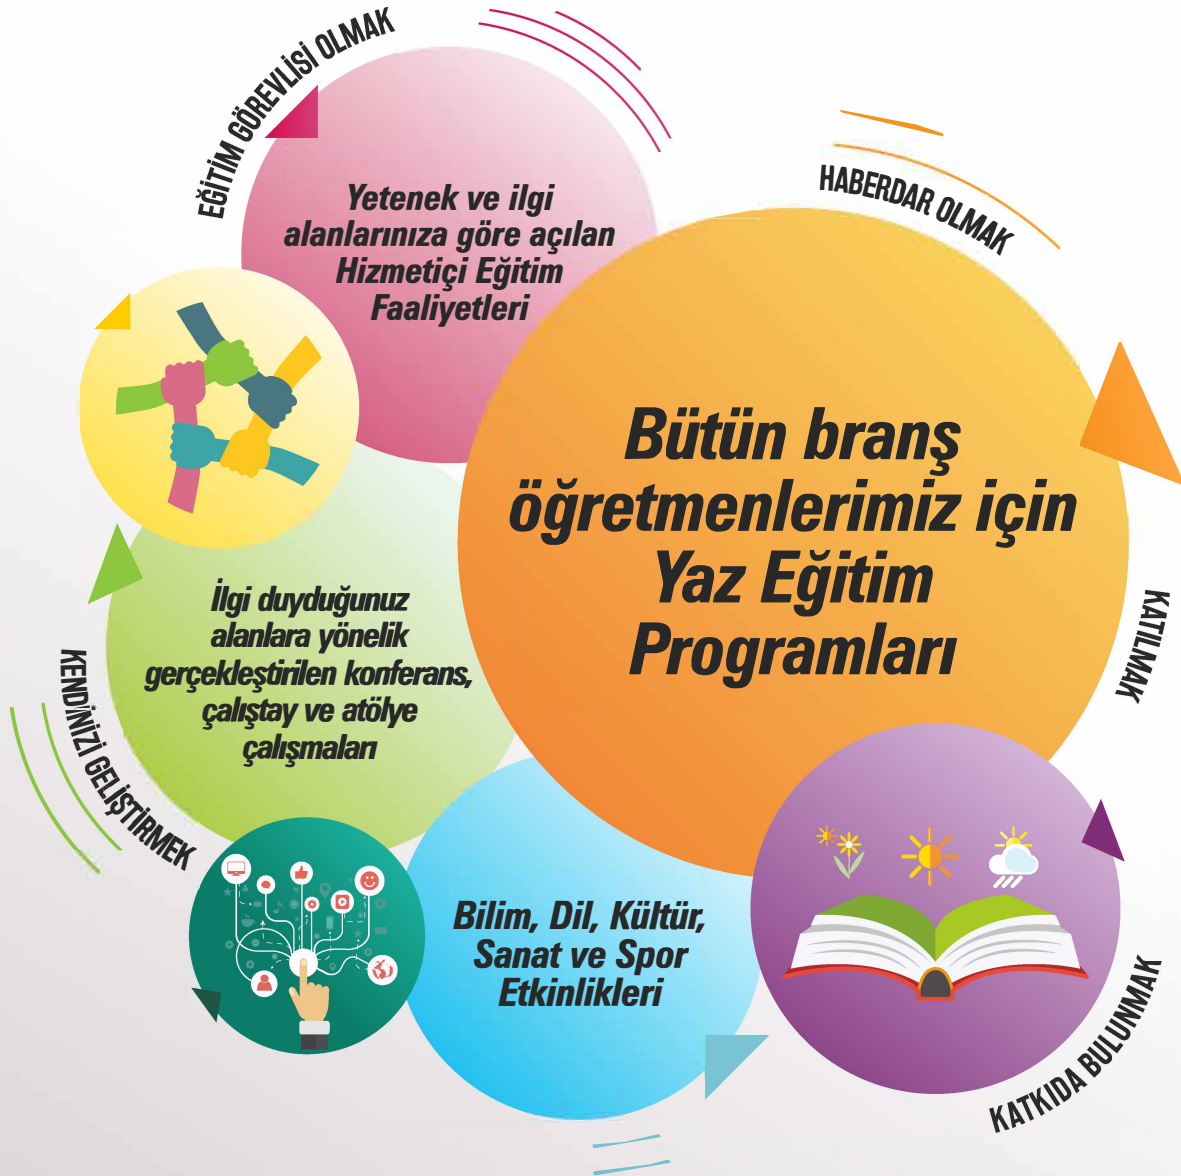 EĞİTİM GÖREVLİSİ OLMAK
Yetenek ve ilgi
alanlarınıza göre açılan
Hizmetiçi Eğitim
Faaliyetleri
HABERDAR OLMAK
Bütün branş
öğretmenlerimiz için
Yaz Eğitim
Programları
KATILMAK
İlgi duyduğunuz
alanlara yönelik
gerçekleştirilen konferans,
çalıştay ve atölye
çalışmaları
KENDİNİZİ GELİŞTİRMEK
Bilim, Dil, Kültür,
Sanat ve Spor
Etkinlikleri
KATKIDA BULUNMAK